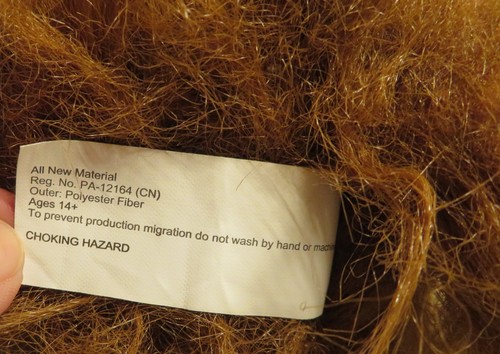 All New Material
Reg. No. PA-12164 (CN)
Outer: Polyester Fiber
Ages 14+
To prevent production migration do not wash by hand or
CHOKING HAZARD